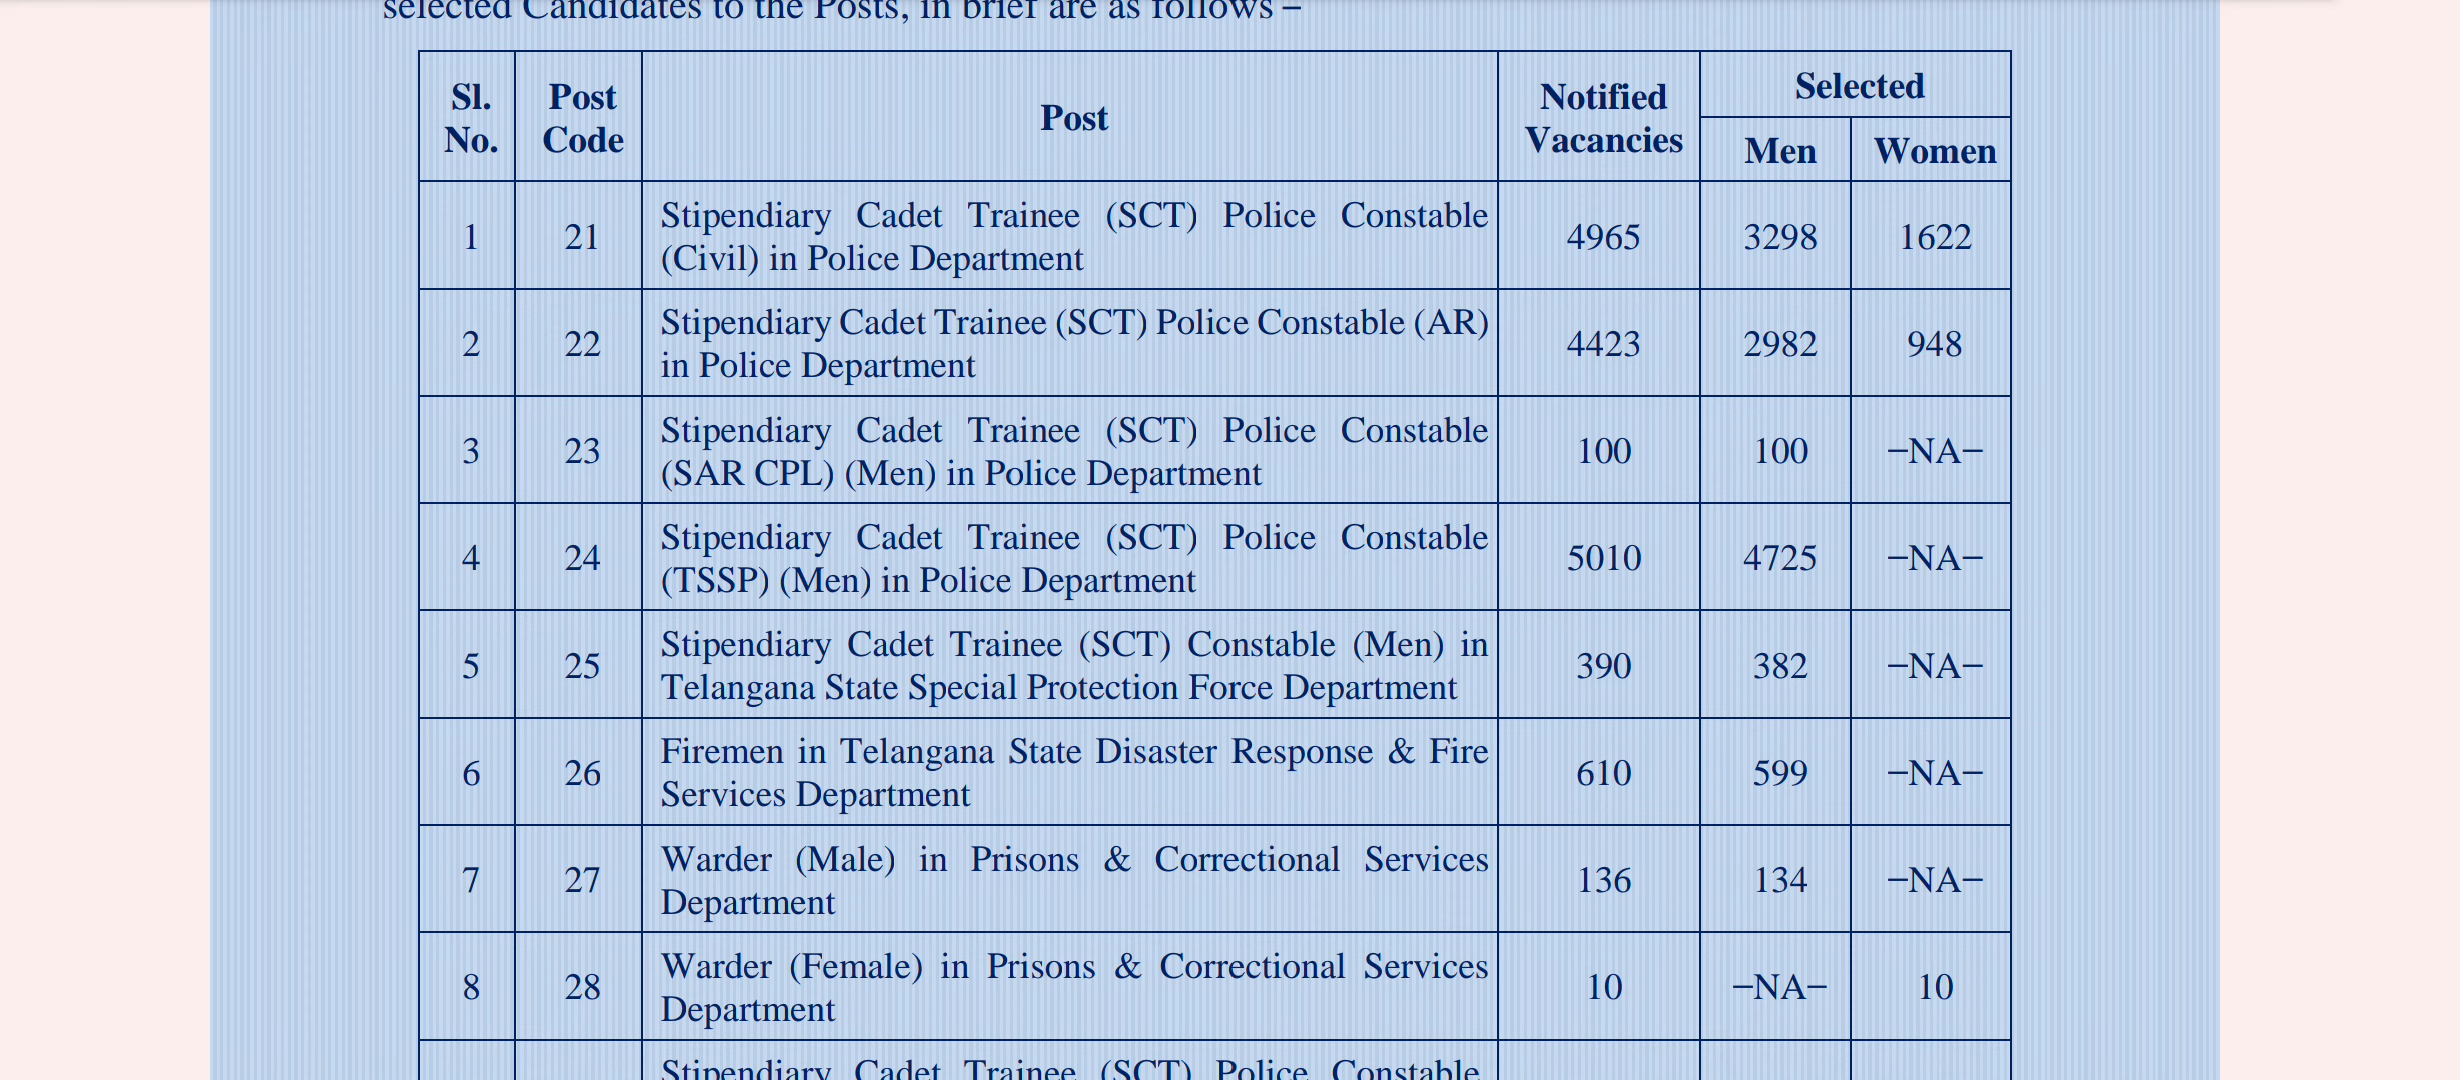 selected Candidates to the Posts, in brief are as follows –
Sl. No. Post Code Post Notified Vacancies Selected
Men Women
1 21 Stipendiary Cadet Trainee (SCT) Police Constable (Civil) in Police Department 4965 3298 1622
2 22 Stipendiary Cadet Trainee (SCT) Police Constable (AR) in Police Department 4423 2982 948
3 23 Stipendiary Cadet Trainee (SCT) Police Constable (SAR CPL) (Men) in Police Department 100 100 –NA–
4 24 Stipendiary Cadet Trainee (SCT) Police Constable (TSSP) (Men) in Police Department 5010 4725 –NA–
5 25 Stipendiary Cadet Trainee (SCT) Constable (Men) in Telangana State Special Protection Force Department 390 382 –NA–
6 26 Firemen in Telangana State Disaster Response & Fire Services Department 610 599 –NA–
7 27 Warder (Male) in Prisons & Correctional Services Department 136 134 –NA–
8 28 Warder (Female) in Prisons & Correctional Services Department 10 –NA– 10
Stipendiary Cadet Trainee (SCT) Police Constable